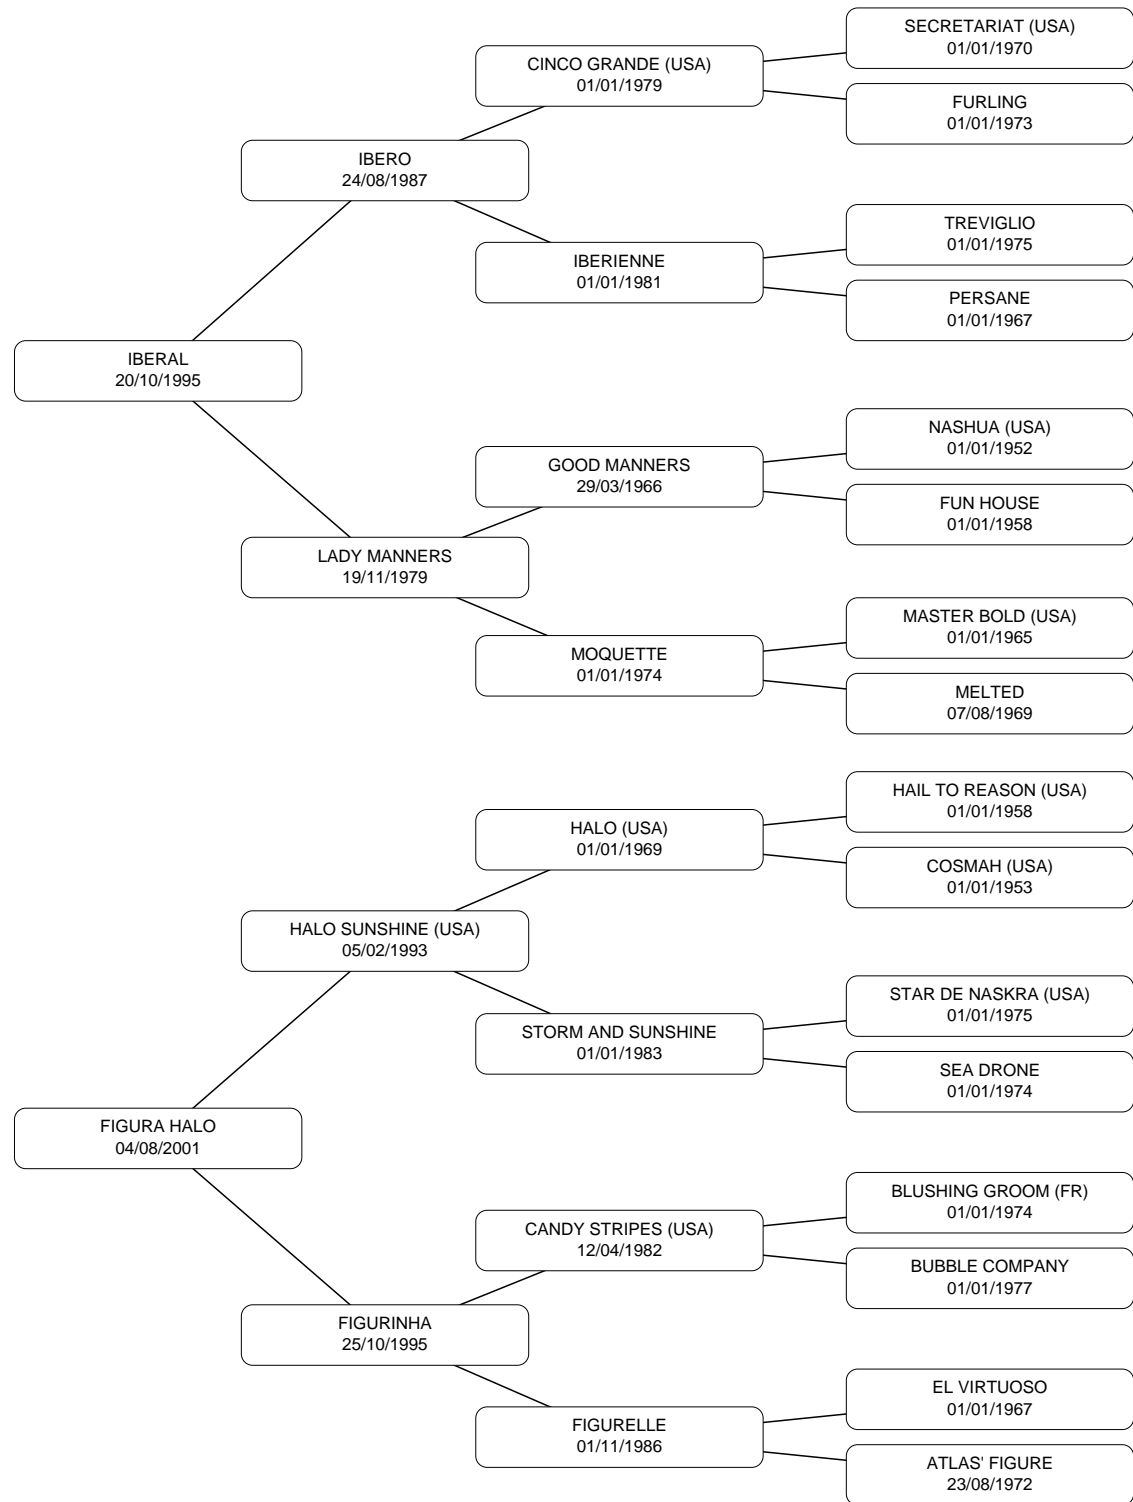 SECRETARIAT (USA)
01/01/1970
CINCO GRANDE (USA)
01/01/1979
FURLING
01/01/1973
IBERO
24/08/1987
TREVIGLIO
01/01/1975
IBERIENNE
01/01/1981
PERSANE
01/01/1967
IBERAL
20/10/1995
NASHUA (USA)
01/01/1952
GOOD MANNERS
29/03/1966
FUN HOUSE
01/01/1958
LADY MANNERS
19/11/1979
MASTER BOLD (USA)
01/01/1965
MOQUETTE
01/01/1974
MELTED
07/08/1969
HAIL TO REASON (USA)
01/01/1958
HALO (USA)
01/01/1969
COSMAH (USA)
01/01/1953
HALO SUNSHINE (USA)
05/02/1993
STAR DE NASKRA (USA)
01/01/1975
STORM AND SUNSHINE
01/01/1983
SEA DRONE
01/01/1974
FIGURA HALO
04/08/2001
BLUSHING GROOM (FR)
01/01/1974
CANDY STRIPES (USA)
12/04/1982
BUBBLE COMPANY
01/01/1977
FIGURINHA
25/10/1995
EL VIRTUOSO
01/01/1967
FIGURELLE
01/11/1986
ATLAS' FIGURE
23/08/1972